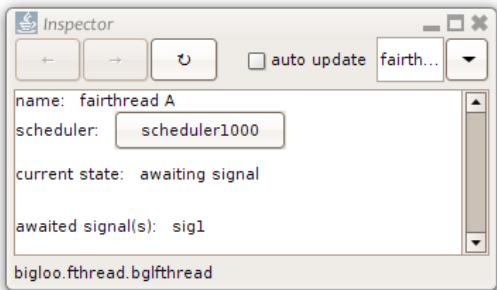 Inspector
auto update fairth...
name: fairthread A
scheduler: scheduler1000
current state: awaiting signal
awaited signal(s): sig1
bigloo.fthread.bglfthread